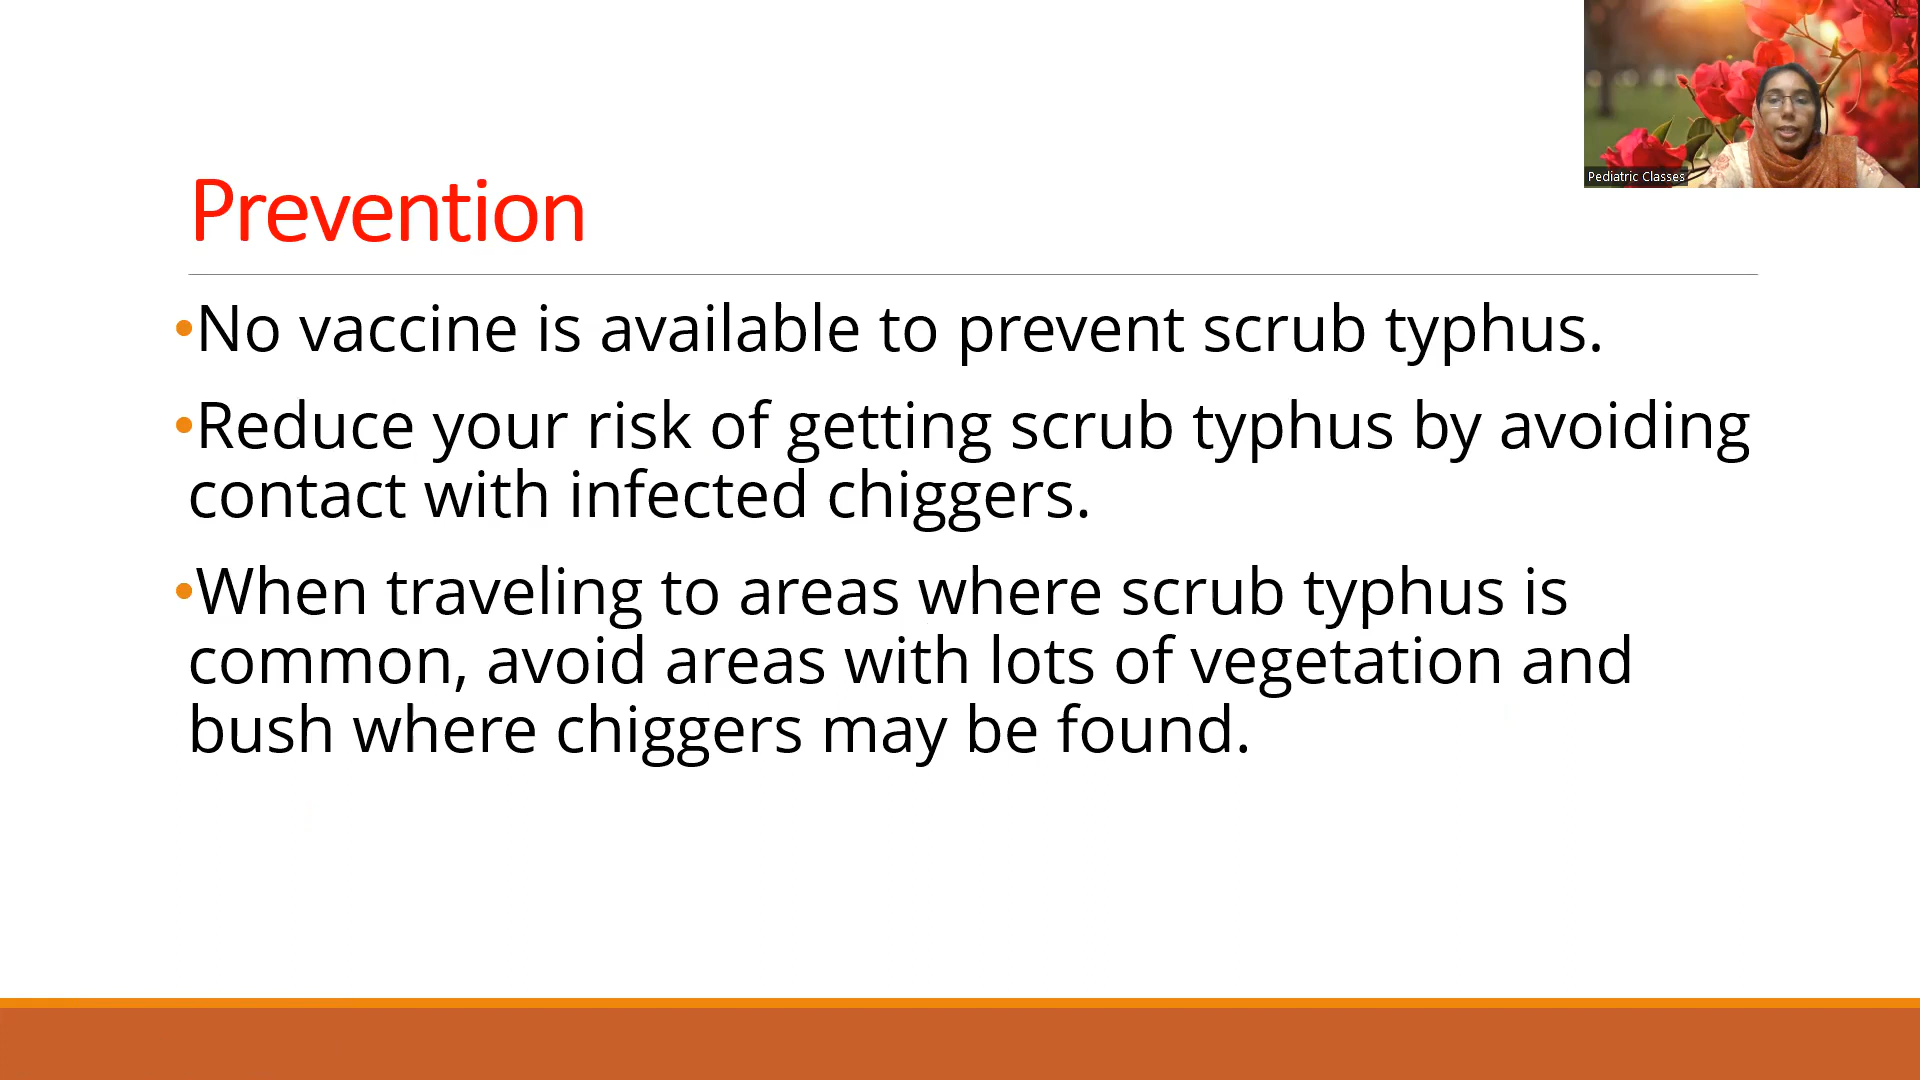 Pediatric Classes
Prevention
•No vaccine is available to prevent scrub typhus.
•Reduce your risk of getting scrub typhus by avoiding
contact with infected chiggers.
•When traveling to areas where scrub typhus is
common, avoid areas with lots of vegetation and
bush where chiggers may be found.